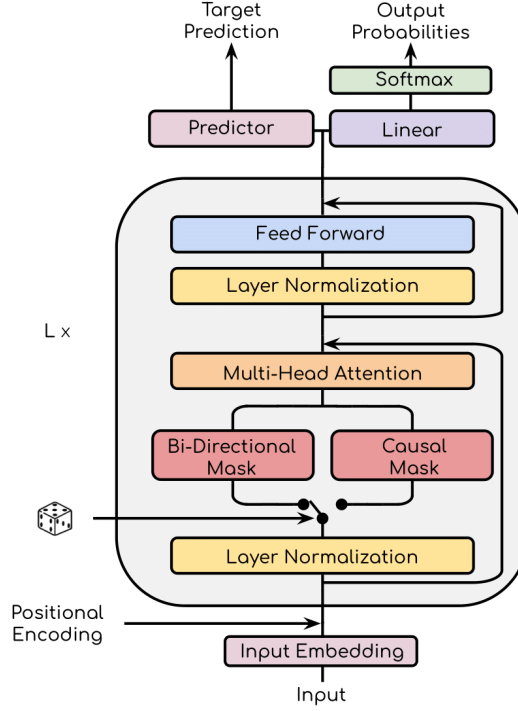 Target
Prediction
Output
Probabilities
Softmax
Predictor
Linear
Feed Forward
Layer Normalization
L x
Multi-Head Attention
Bi-Directional
Mask
Causal
Mask
Layer Normalization
Positional
Encoding
Input Embedding
Input